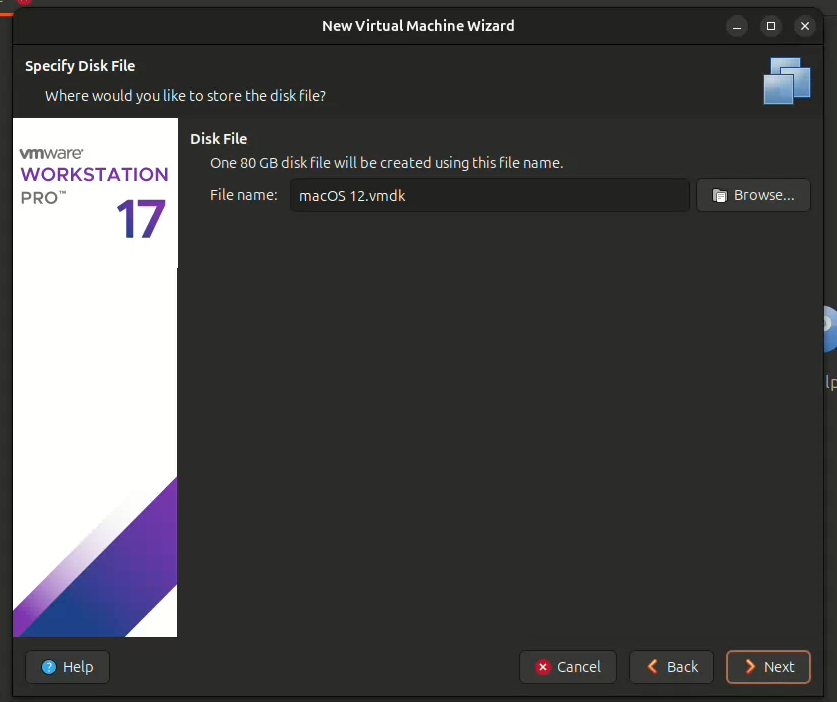 New Virtual Machine Wizard
Specify Disk File
Where would you like to store the disk file?
vmware®
WORKSTATION
PRO™
17
Disk File
One 80 GB disk file will be created using this file name.
File name: macOS 12.vmdk Browse...
Help Cancel Back Next